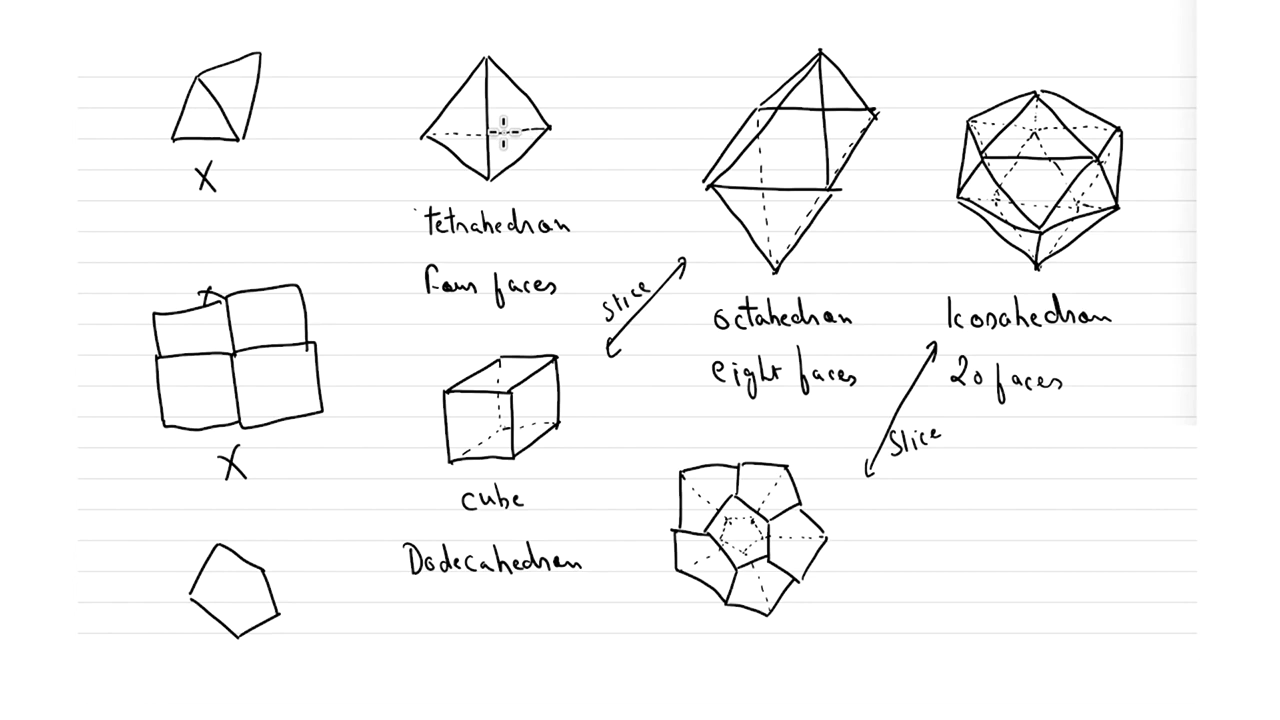 X
tetrahedron
four faces
slice
octahedron
eight faces
Icosahedron
20 faces
slice
X
cube
Dodecahedron